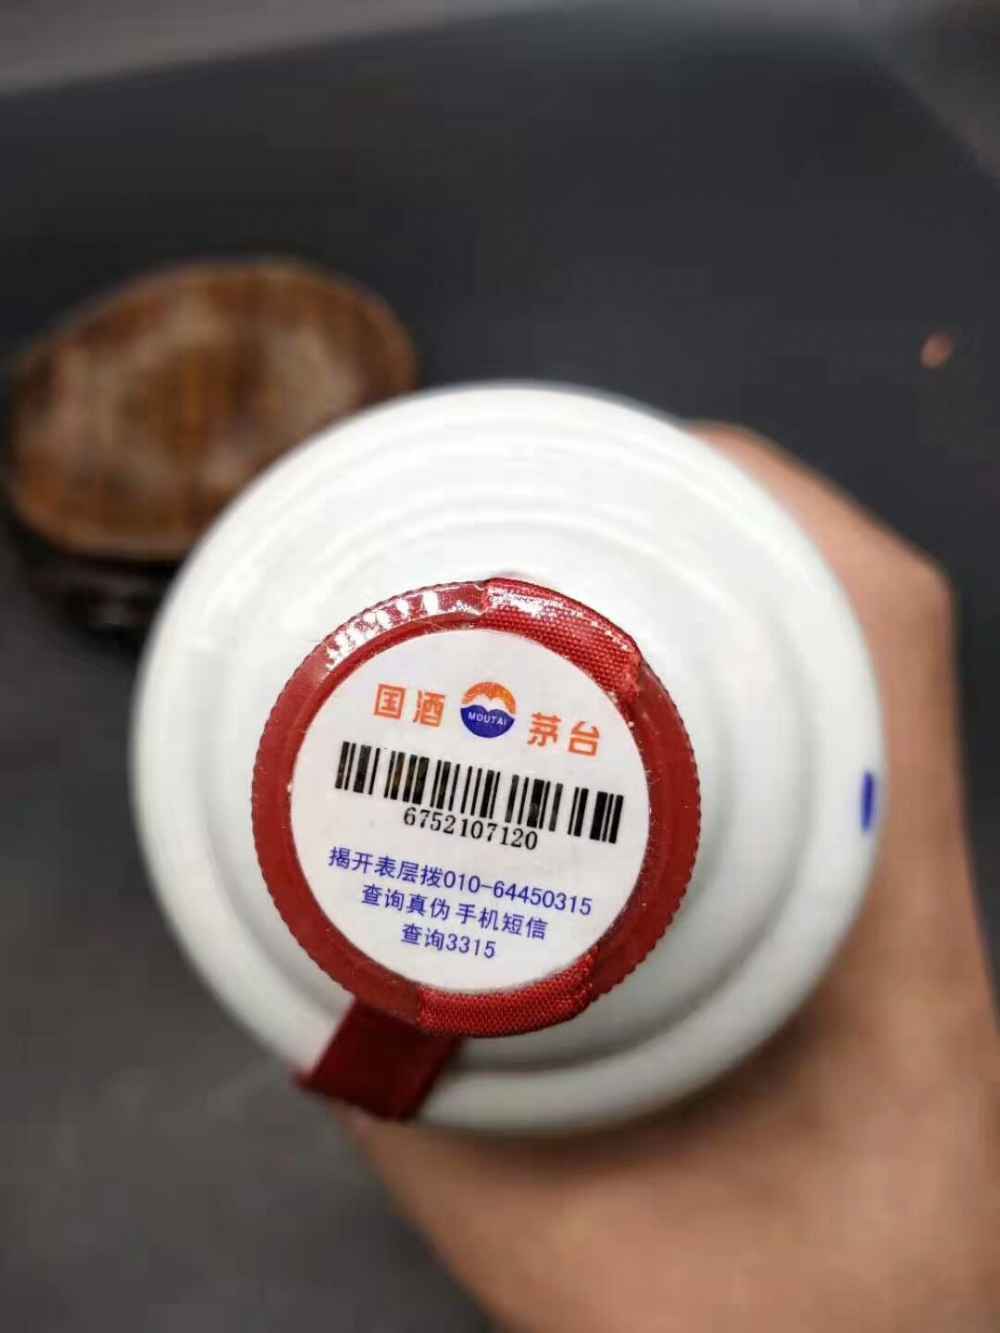 国酒 MOUTAI 茅台
6752107120
揭开表层拨010-64450315
查询真伪 手机短信
查询3315